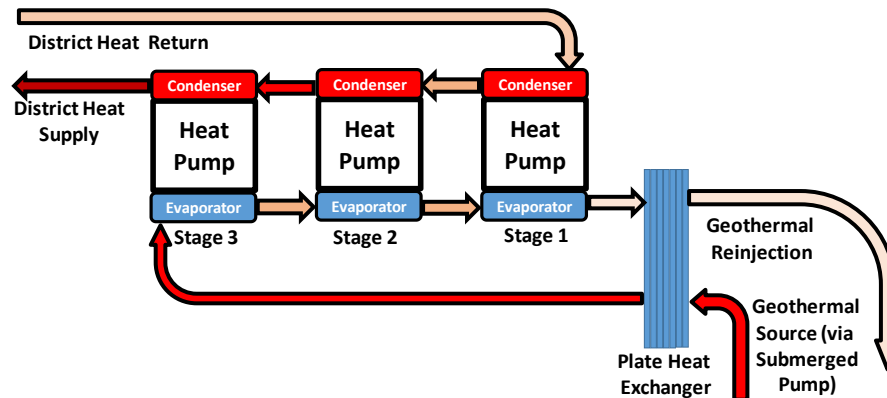 District Heat Return
Condenser
Condenser
Condenser
District Heat
Supply
Heat
Pump
Heat
Pump
Heat
Pump
Evaporator
Evaporator
Evaporator
Stage 3
Stage 2
Stage 1
Geothermal
Reinjection
Geothermal
Source (via
Submerged
Pump)
Plate Heat
Exchanger